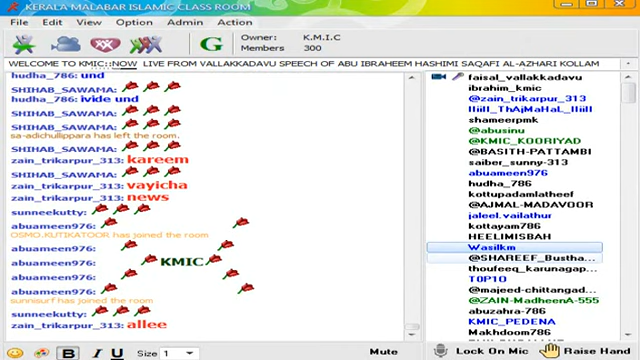 KERALA MALABAR ISLAMIC CLASS ROOM
File Edit View Option Admin Action
G
Owner: K.M.I.C
Members 300
WELCOME TO KMIC::NOW LIVE FROM VALLAKKADAVU SPEECH OF ABU IBRAHEEM HASHIMI SAQAFI AL-AZHARI KOLLAM
hudha_786: und
SHIHAB_SAWAMA:
hudha_786: ivide und
SHIHAB_SAWAMA:
SHIHAB_SAWAMA:
sa-adichullippara has left the room.
SHIHAB_SAWAMA:
zain_trikarpur_313: kareem
SHIHAB_SAWAMA:
zain_trikarpur_313: vayicha
zain_trikarpur_313: news
sunneekutty:
abuameen976:
OSMO.KUTIKATOOR has joined the room
abuameen976:
abuameen976: KMIC
abuameen976:
abuameen976:
sunnisurf has joined the room
sunneekutty:
zain_trikarpur_313: allee
faisal_vallakkadavu
ibrahim_kmic
@zain_trikarpur_313
IIiiII_ThAjMaHaL_IIiiII
shameerpmk
@abusinu
@KMIC_KOORIYAD
@BASITH-PATTAMBI
saiber_sunny-313
abuameen976
hudha_786
kottupadamlatheef
@AJMAL-MADAVOOR
jaleel.vailathur
kottayam786
HEELIMISBAH
Wasilkm
@SHAREEF_Bustha...
thoufeeq_karunagap...
TOP10
@majeed-chittangad...
@ZAIN-MadheenA-555
abuzahra-786
KMIC_PEDENA
Makhdoom786
B I U Size 1 Mute Lock On Mic Raise Hand